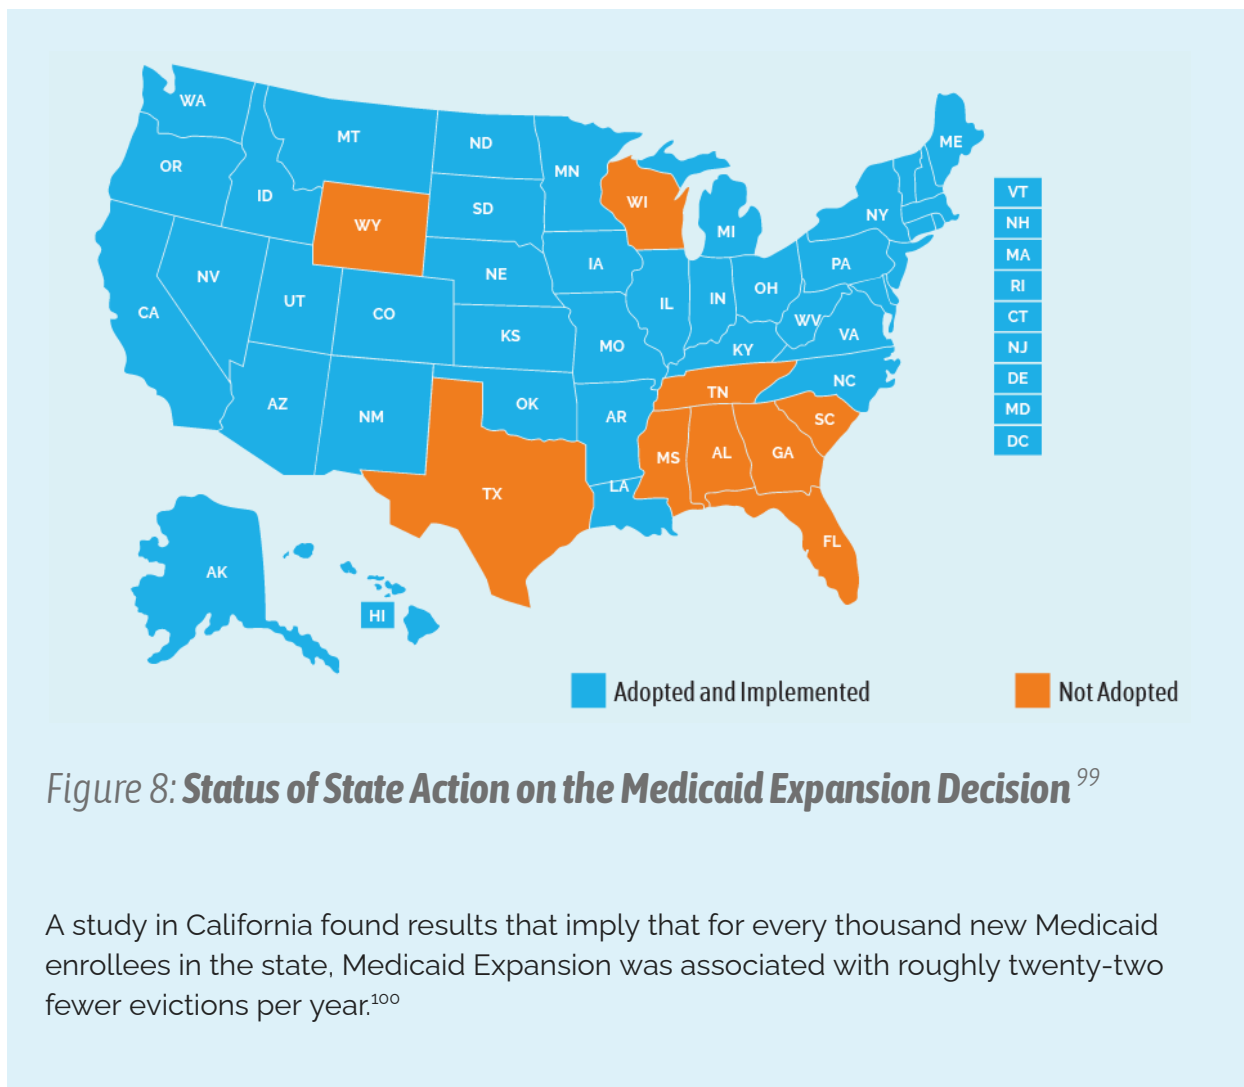 WA
MT
ND
MN
ME
OR
ID
SD
WI
WY
MI
NY
VT
NH
MA
RI
CT
NJ
DE
MD
DC
NV
UT
CO
NE
IA
IL
IN
OH
PA
CA
KS
MO
KY
WV
VA
AZ
NM
OK
AR
TN
NC
SC
TX
LA
MS
AL
GA
FL
AK
HI
Adopted and Implemented
Not Adopted
Figure 8: Status of State Action on the Medicaid Expansion Decision 99
A study in California found results that imply that for every thousand new Medicaid
enrollees in the state, Medicaid Expansion was associated with roughly twenty-two
fewer evictions per year.100